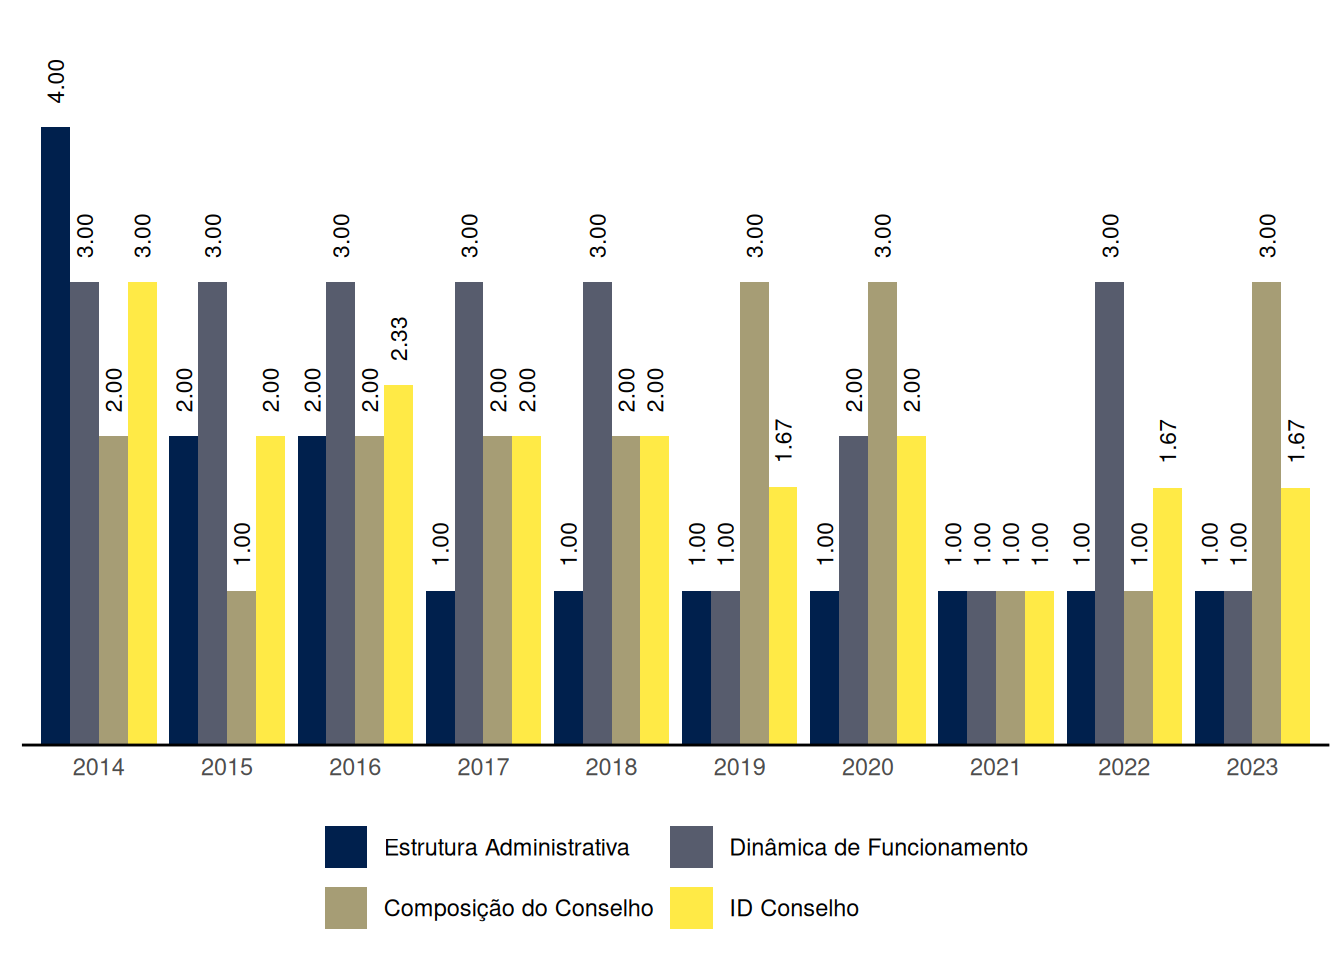 4.00 3.00 2.00 3.00
2.00 3.00 1.00 2.00
2.00 3.00 2.00 2.33
1.00 3.00 2.00 2.00
1.00 3.00 2.00 2.00
1.00 1.00 3.00 1.67
1.00 2.00 3.00 2.00
1.00 1.00 1.00 1.00
1.00 3.00 1.00 1.67
1.00 1.00 3.00 1.67
2014 2015 2016 2017 2018 2019 2020 2021 2022 2023
Estrutura Administrativa Dinâmica de Funcionamento
Composição do Conselho ID Conselho